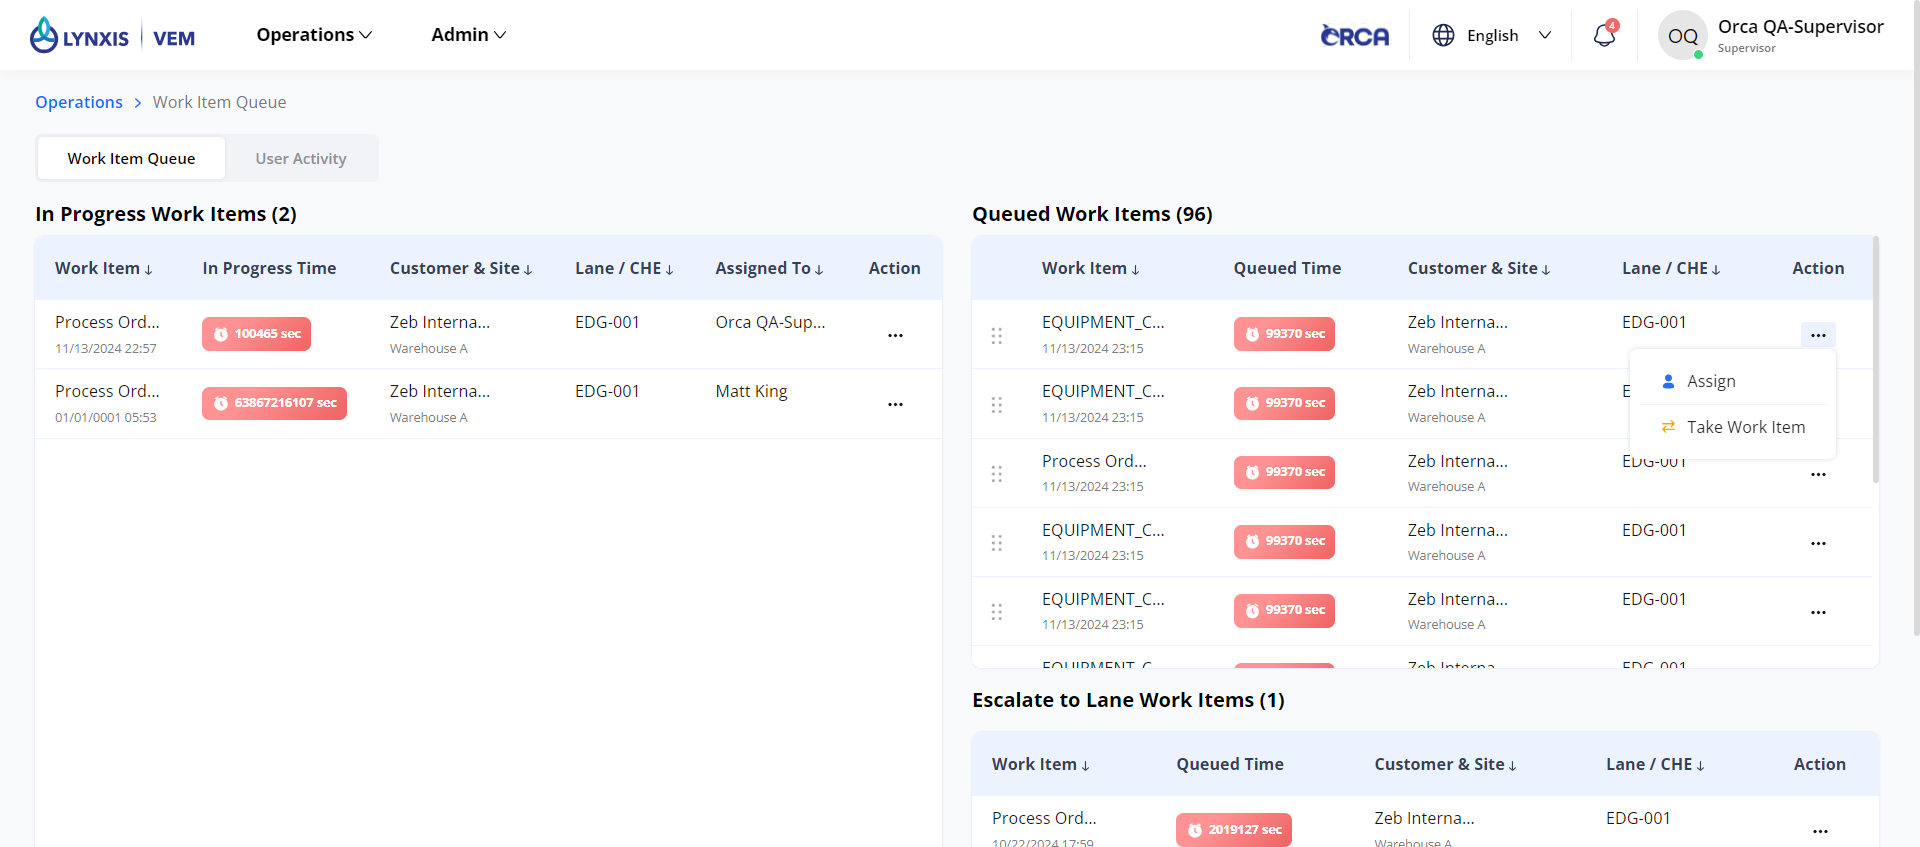 LYNXIS VEM
Operations
Admin
ORCA
English
4
OQ
Orca QA-Supervisor
Supervisor
Operations > Work Item Queue
Work Item Queue
User Activity
In Progress Work Items (2)
Work Item ↓ In Progress Time Customer & Site ↓ Lane / CHE ↓ Assigned To ↓ Action
Process Ord... 100465 sec Zeb Interna... EDG-001 Orca QA-Sup... ...
11/13/2024 22:57 Warehouse A
Process Ord... 63867216107 sec Zeb Interna... EDG-001 Matt King ...
01/01/0001 05:53 Warehouse A
Queued Work Items (96)
Work Item ↓ Queued Time Customer & Site ↓ Lane / CHE ↓ Action
EQUIPMENT_C... 99370 sec Zeb Interna... EDG-001 ...
11/13/2024 23:15 Warehouse A
Assign
Take Work Item
EQUIPMENT_C... 99370 sec Zeb Interna...
11/13/2024 23:15 Warehouse A
Process Ord... 99370 sec Zeb Interna... EDG-001 ...
11/13/2024 23:15 Warehouse A
EQUIPMENT_C... 99370 sec Zeb Interna... EDG-001 ...
11/13/2024 23:15 Warehouse A
EQUIPMENT_C... 99370 sec Zeb Interna... EDG-001 ...
11/13/2024 23:15 Warehouse A
EQUIPMENT_C... Zeb Interna... EDG-001
Escalate to Lane Work Items (1)
Work Item ↓ Queued Time Customer & Site ↓ Lane / CHE ↓ Action
Process Ord... 2019127 sec Zeb Interna... EDG-001 ...
10/22/2024 17:59 Warehouse A